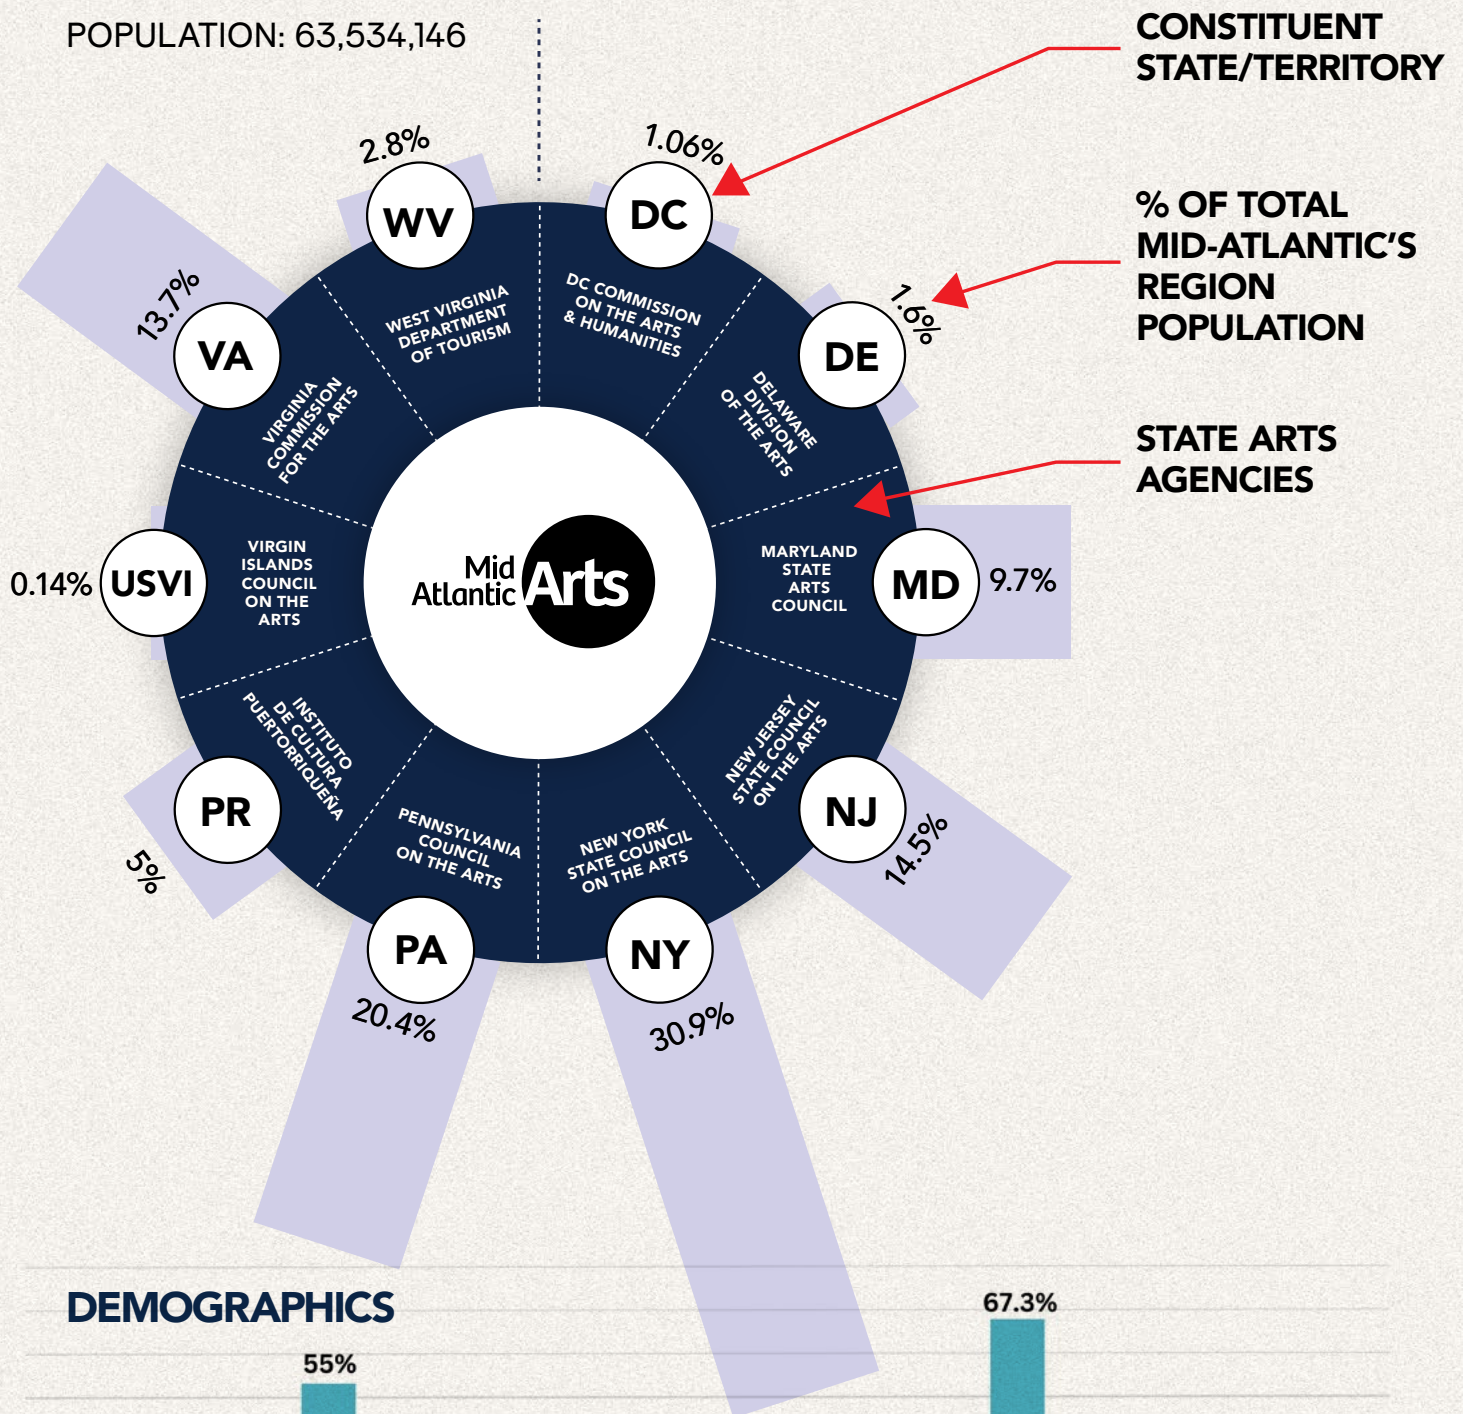 POPULATION: 63,534,146
CONSTITUENT
STATE/TERRITORY
% OF TOTAL
MID-ATLANTIC'S
REGION
POPULATION
STATE ARTS
AGENCIES
1.06%
DC
DC COMMISSION
ON THE ARTS
& HUMANITIES
1.6%
DE
DELAWARE
DIVISION
OF THE ARTS
9.7%
MD
MARYLAND
STATE
ARTS
COUNCIL
14.5%
NJ
NEW JERSEY
STATE COUNCIL
ON THE ARTS
30.9%
NY
NEW YORK
STATE COUNCIL
ON THE ARTS
20.4%
PA
PENNSYLVANIA
COUNCIL
ON THE ARTS
5%
PR
INSTITUTO
DE CULTURA
PUERTORRIQUEÑA
0.14%
USVI
VIRGIN
ISLANDS
COUNCIL
ON THE
ARTS
13.7%
VA
VIRGINIA
COMMISSION
FOR THE ARTS
2.8%
WV
WEST VIRGINIA
DEPARTMENT
OF TOURISM
Mid
Atlantic Arts
DEMOGRAPHICS
55%
67.3%